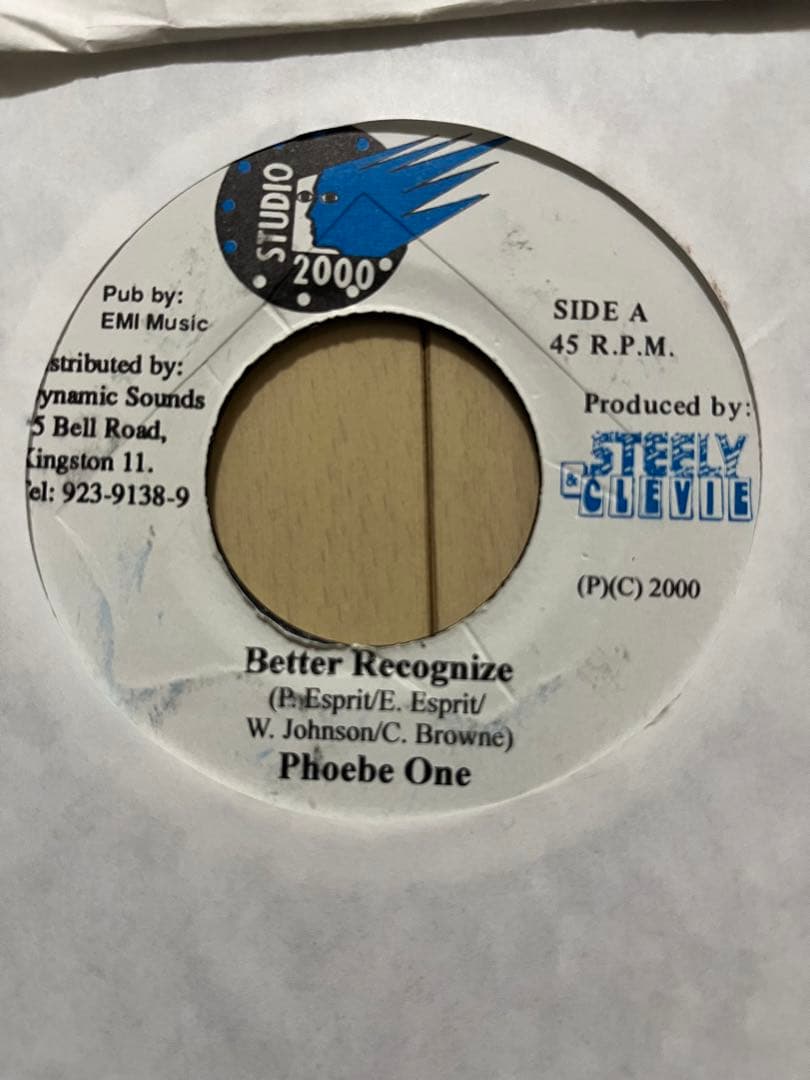 STUDIO
2000
Pub by:
EMI Music
stributed by:
ynamic Sounds
5 Bell Road,
Kingston 11.
el: 923-9138-9
SIDE A
45 R.P.M.
Produced by:
STEELY
& CLEVIE
(P)(C) 2000
Better Recognize
(P. Esprit/E. Esprit/
W. Johnson/C. Browne)
Phoebe One